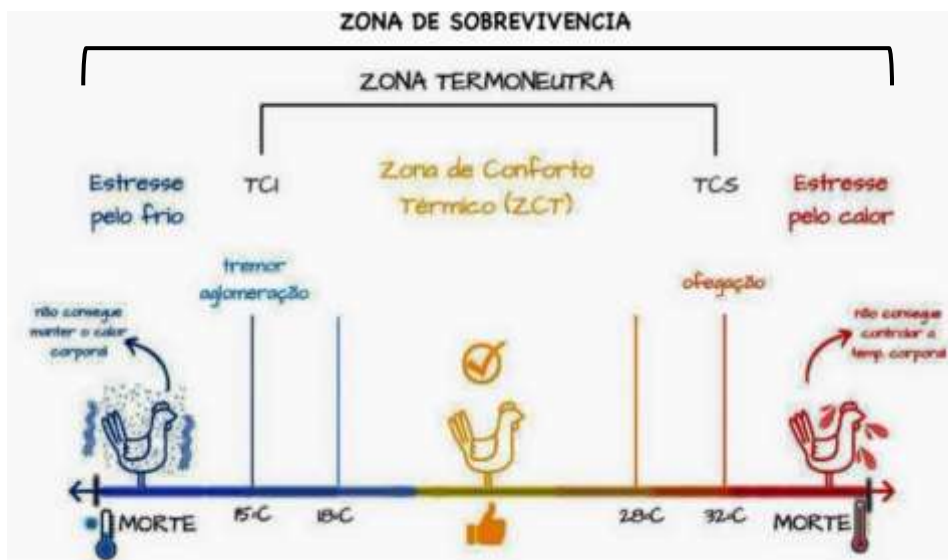 ZONA DE SOBREVIVENCIA
ZONA TERMONEUTRA
Estresse
pelo frio
TCI
Zona de Conforto
Térmico (ZCT)
TCS
Estresse
pelo calor
tremor
aglomeração
ofegação
não consegue
manter o calor
corporal
não consegue
controlar a
temp. corporal
MORTE
15°C
18°C
28°C
32°C
MORTE